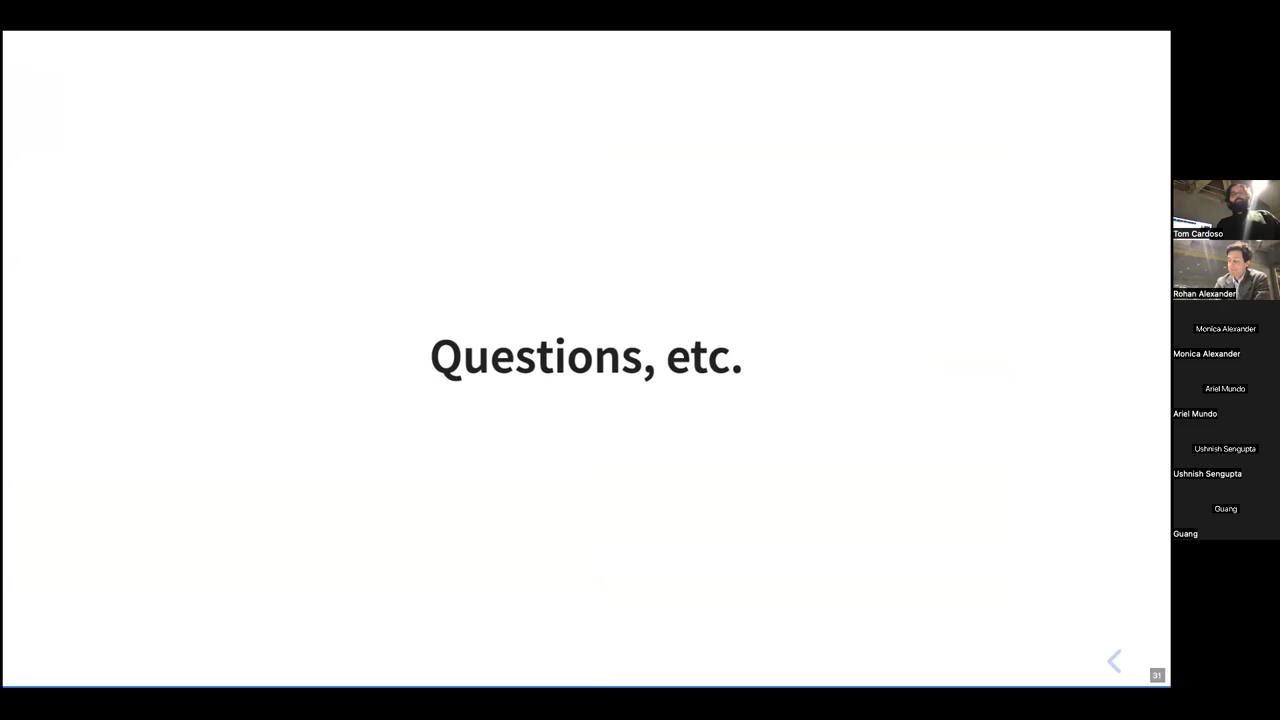 Questions, etc.
31
Tom Cardoso
Rohan Alexander
Monica Alexander
Monica Alexander
Ariel Mundo
Ariel Mundo
Ushnish Sengupta
Ushnish Sengupta
Guang
Guang